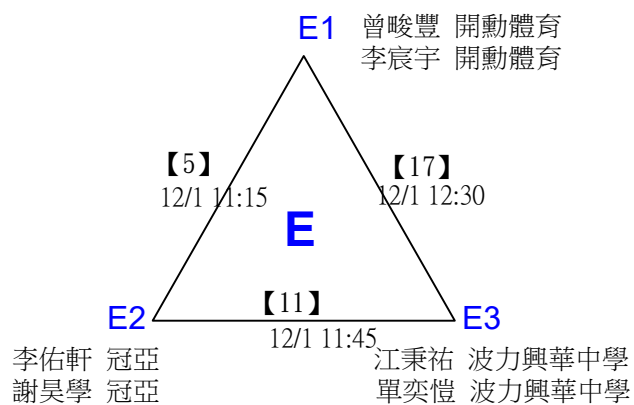 E1 曾畯豐 開勳體育
李宸宇 開勳體育
【5】
12/1 11:15
【17】
12/1 12:30
E
【11】
12/1 11:45
E2
E3
李佑軒 冠亞
謝昊學 冠亞
江秉祐 波力興華中學
單奕愷 波力興華中學